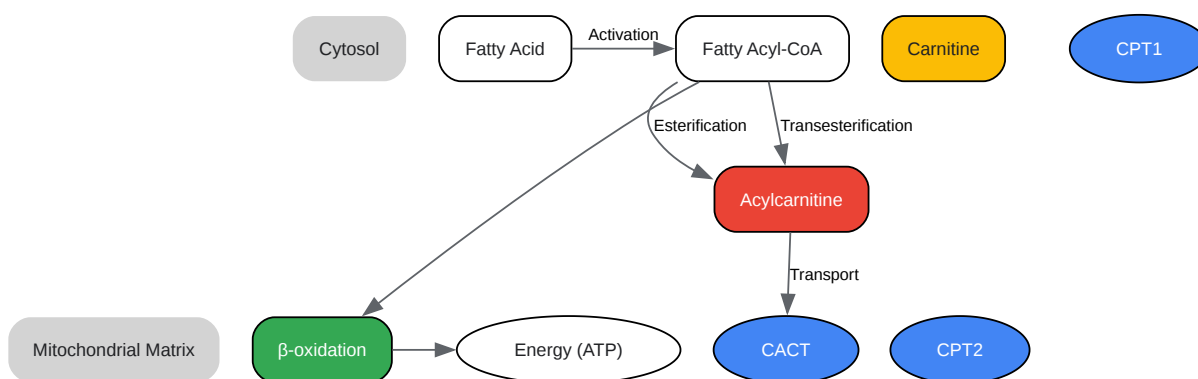 Cytosol
Fatty Acid
Activation
Fatty Acyl-CoA
Carnitine
CPT1
Esterification
Transesterification
Acylcarnitine
Transport
Mitochondrial Matrix
β-oxidation
Energy (ATP)
CACT
CPT2